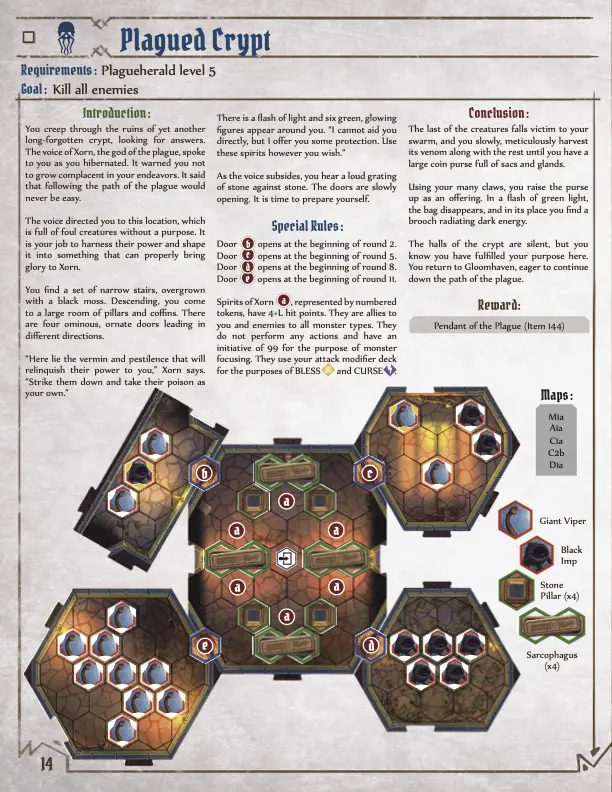 Plagued Crypt
Requirements: Plagueherald level 5
Goal: Kill all enemies
Introduction:
You creep through the ruins of yet another
long-forgotten crypt, looking for answers.
The voice of Xorn, the god of the plague, spoke
to you as you hibernated. It warned you not
to grow complacent in your endeavors. It said
that following the path of the plague would
never be easy.
The voice directed you to this location, which
is full of foul creatures without a purpose. It
is your job to harness their power and shape
it into something that can properly bring
glory to Xorn.
You find a set of narrow stairs, overgrown
with a black moss. Descending, you come
to a large room of pillars and coffins. There
are four ominous, ornate doors leading in
different directions.
"Here lie the vermin and pestilence that will
relinquish their power to you," Xorn says.
"Strike them down and take their poison as
your own."
There is a flash of light and six green, glowing
figures appear around you. "I cannot aid you
directly, but I offer you some protection. Use
these spirits however you wish."
As the voice subsides, you hear a loud grating
of stone against stone. The doors are slowly
opening. It is time to prepare yourself.
Special Rules:
Door b opens at the beginning of round 2.
Door c opens at the beginning of round 5.
Door d opens at the beginning of round 8.
Door e opens at the beginning of round 11.
Spirits of Xorn a, represented by numbered
tokens, have 4+L hit points. They are allies to
you and enemies to all monster types. They
do not perform any actions and have an
initiative of 99 for the purpose of monster
focusing. They use your attack modifier deck
for the purposes of BLESS and CURSE
Conclusion:
The last of the creatures falls victim to your
swarm, and you slowly, meticulously harvest
its venom along with the rest until you have a
large coin purse full of sacs and glands.
Using your many claws, you raise the purse
up as an offering. In a flash of green light,
the bag disappears, and in its place you find a
brooch radiating dark energy.
The halls of the crypt are silent, but you
know you have fulfilled your purpose here.
You return to Gloomhaven, eager to continue
down the path of the plague.
Reward:
Pendant of the Plague (Item 144)
Maps:
M1a
A1a
C1a
C2b
D1a
b
c
a
a
a
a
a
a
e
d
Giant Viper
Black
Imp
Stone
Pillar (x4)
Sarcophagus
(x4)
14